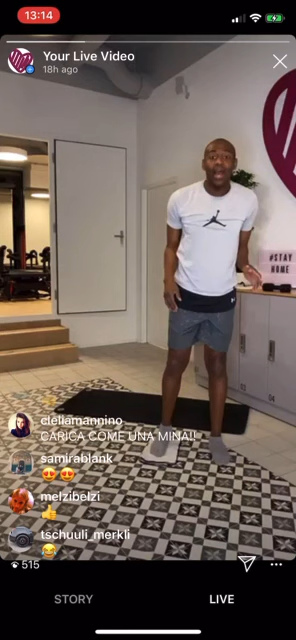 13:14
Your Live Video
18h ago
#STAY
HOME
clellamannino
CARICA COME UNA MINA!!
samirablank
😍😍
melzibelzi
👍
tschuuli_merkli
😂
515
STORY
LIVE